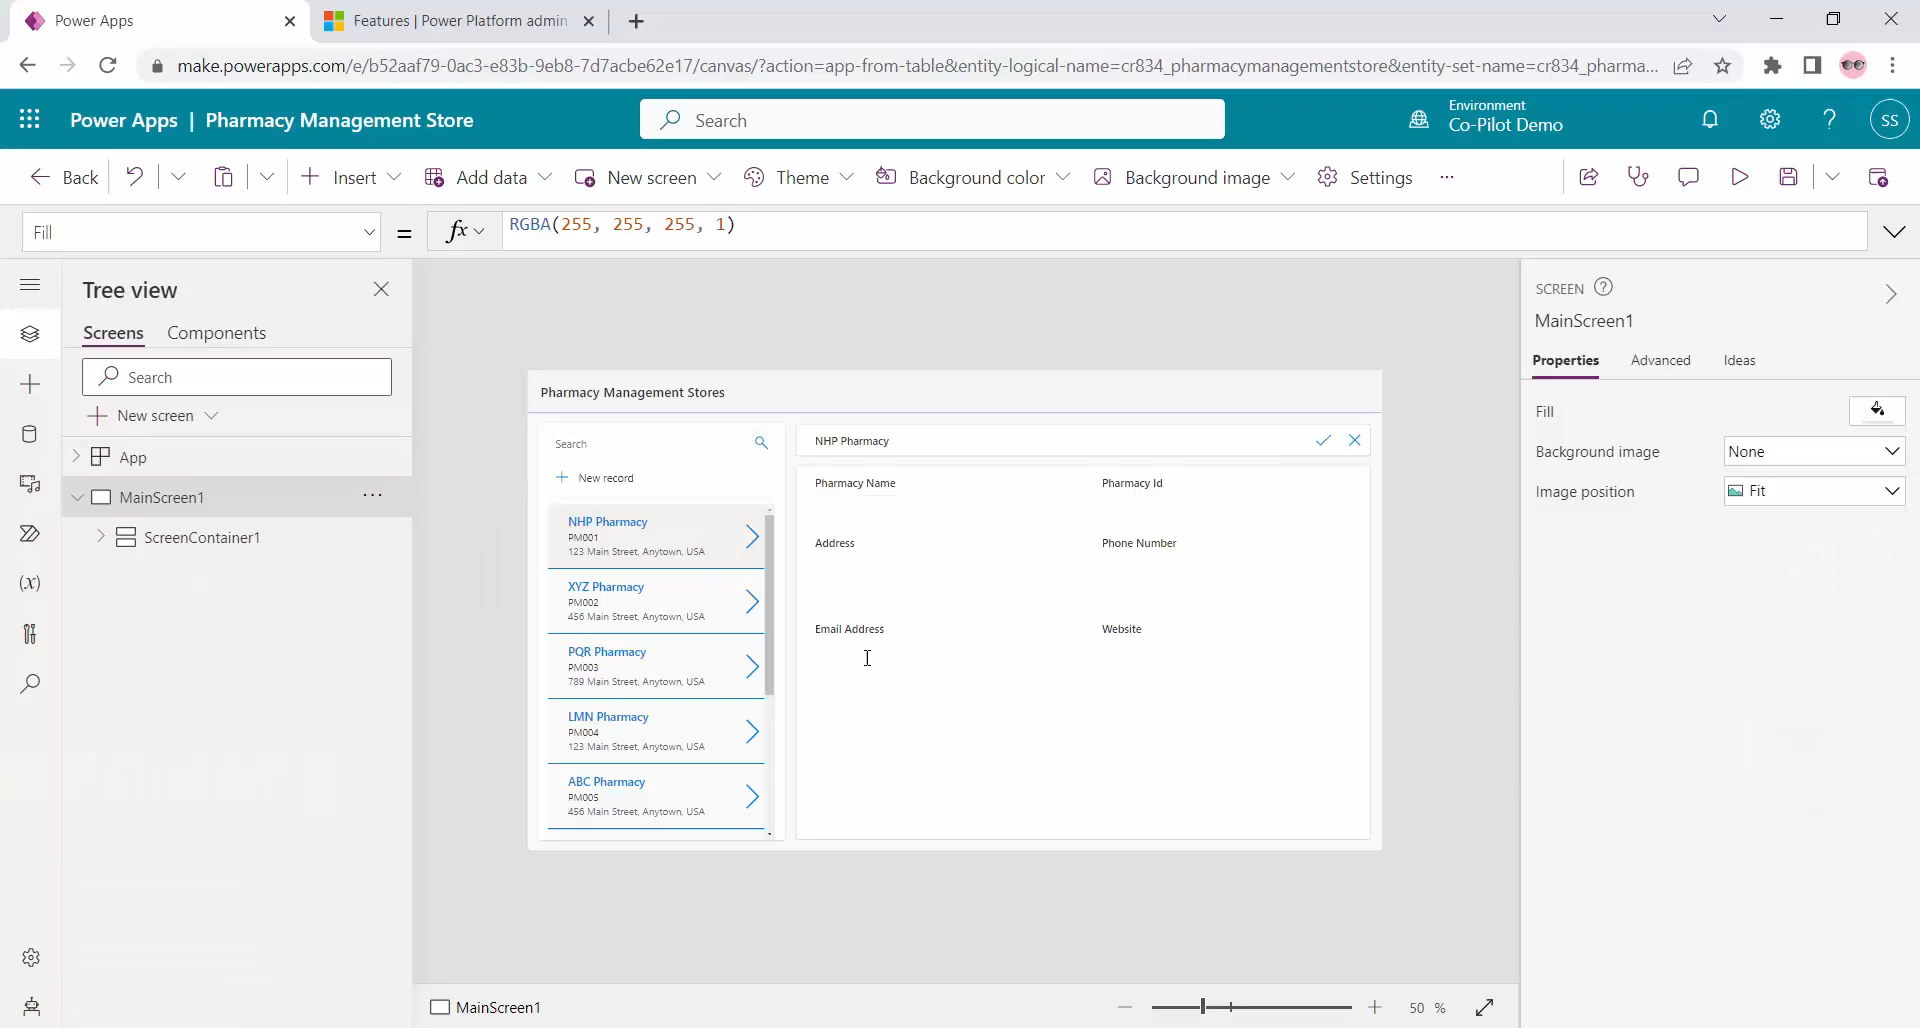 Power Apps
Features | Power Platform admin
make.powerapps.com/e/b52aaf79-0ac3-e83b-9eb8-7d7acbe62e17/canvas/?action=app-from-table&entity-logical-name=cr834_pharmacymanagementstore&entity-set-name=cr834_pharma...
Power Apps | Pharmacy Management Store
Search
Environment
Co-Pilot Demo
SS
Back
Insert
Add data
New screen
Theme
Background color
Background image
Settings
Fill
=
fx
RGBA(255, 255, 255, 1)
Tree view
Screens
Components
Search
New screen
App
MainScreen1
ScreenContainer1
Pharmacy Management Stores
Search
New record
NHP Pharmacy
PM001
123 Main Street, Anytown, USA
XYZ Pharmacy
PM002
456 Main Street, Anytown, USA
PQR Pharmacy
PM003
789 Main Street, Anytown, USA
LMN Pharmacy
PM004
123 Main Street, Anytown, USA
ABC Pharmacy
PM005
456 Main Street, Anytown, USA
NHP Pharmacy
Pharmacy Name
Pharmacy Id
Address
Phone Number
Email Address
Website
SCREEN
MainScreen1
Properties
Advanced
Ideas
Fill
Background image
None
Image position
Fit
(x)
MainScreen1
50 %